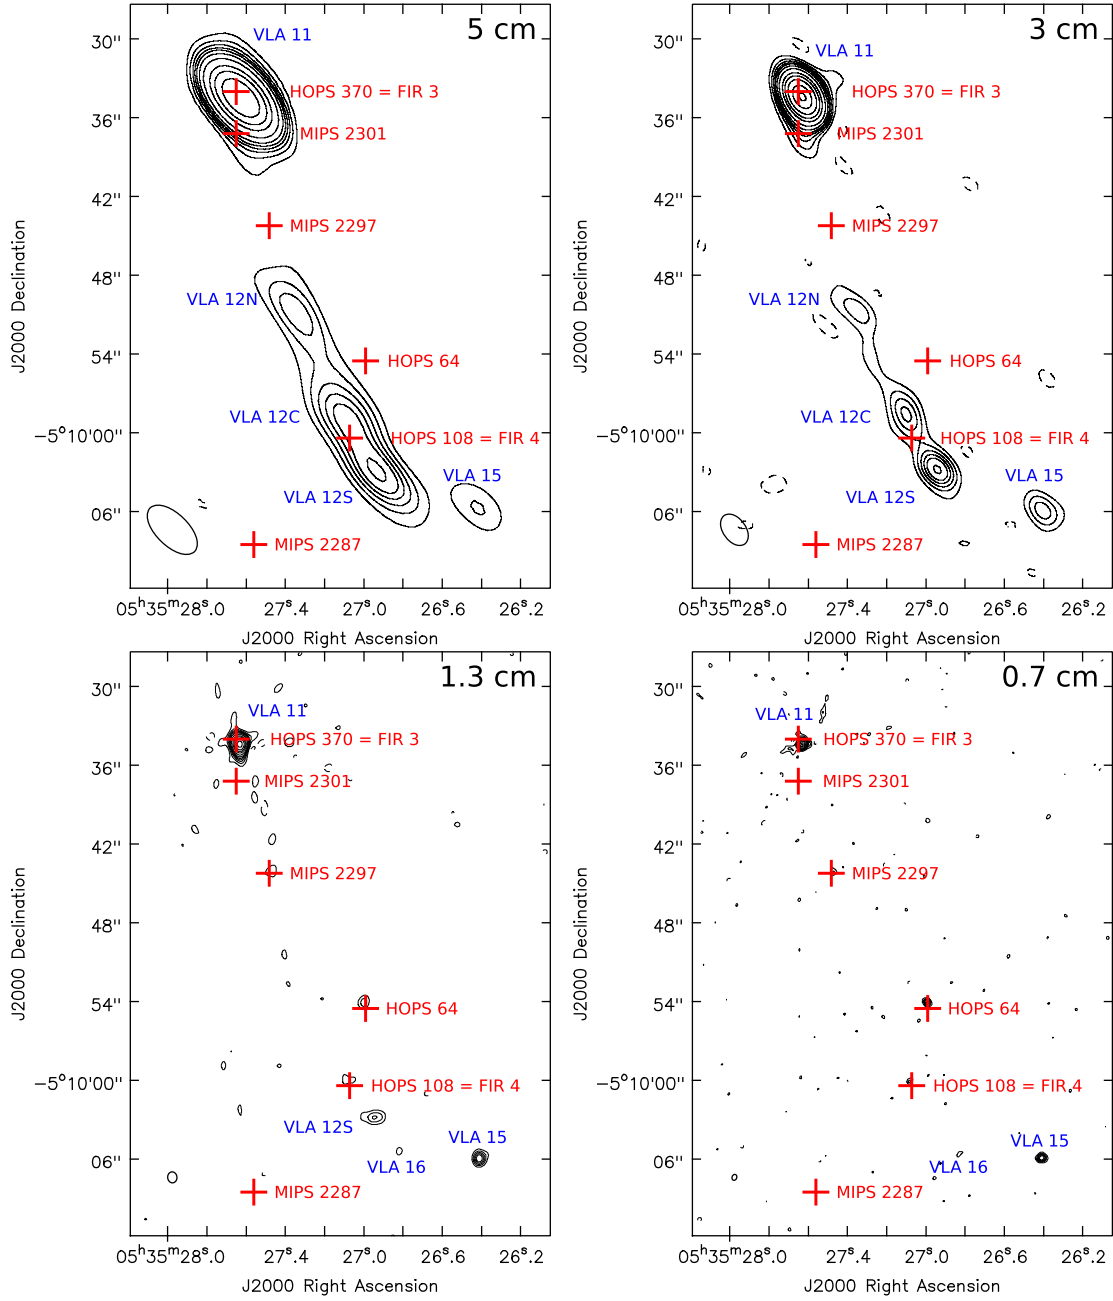 5 cm
VLA 11
HOPS 370 = FIR 3
MIPS 2301
MIPS 2297
VLA 12N
HOPS 64
VLA 12C
HOPS 108 = FIR 4
VLA 12S
VLA 15
MIPS 2287
30"
36"
42"
48"
54"
−5°10'00"
06"
J2000 Declination
05ʰ35ᵐ28ˢ.0
27ˢ.4
27ˢ.0
26ˢ.6
26ˢ.2
J2000 Right Ascension
3 cm
VLA 11
HOPS 370 = FIR 3
MIPS 2301
MIPS 2297
VLA 12N
HOPS 64
VLA 12C
HOPS 108 = FIR 4
VLA 12S
VLA 15
MIPS 2287
30"
36"
42"
48"
54"
−5°10'00"
06"
J2000 Declination
05ʰ35ᵐ28ˢ.0
27ˢ.4
27ˢ.0
26ˢ.6
26ˢ.2
J2000 Right Ascension
1.3 cm
VLA 11
HOPS 370 = FIR 3
MIPS 2301
MIPS 2297
HOPS 64
HOPS 108 = FIR 4
VLA 12S
VLA 15
VLA 16
MIPS 2287
30"
36"
42"
48"
54"
−5°10'00"
06"
J2000 Declination
05ʰ35ᵐ28ˢ.0
27ˢ.4
27ˢ.0
26ˢ.6
26ˢ.2
J2000 Right Ascension
0.7 cm
VLA 11
HOPS 370 = FIR 3
MIPS 2301
MIPS 2297
HOPS 64
HOPS 108 = FIR 4
VLA 15
VLA 16
MIPS 2287
30"
36"
42"
48"
54"
−5°10'00"
06"
J2000 Declination
05ʰ35ᵐ28ˢ.0
27ˢ.4
27ˢ.0
26ˢ.6
26ˢ.2
J2000 Right Ascension